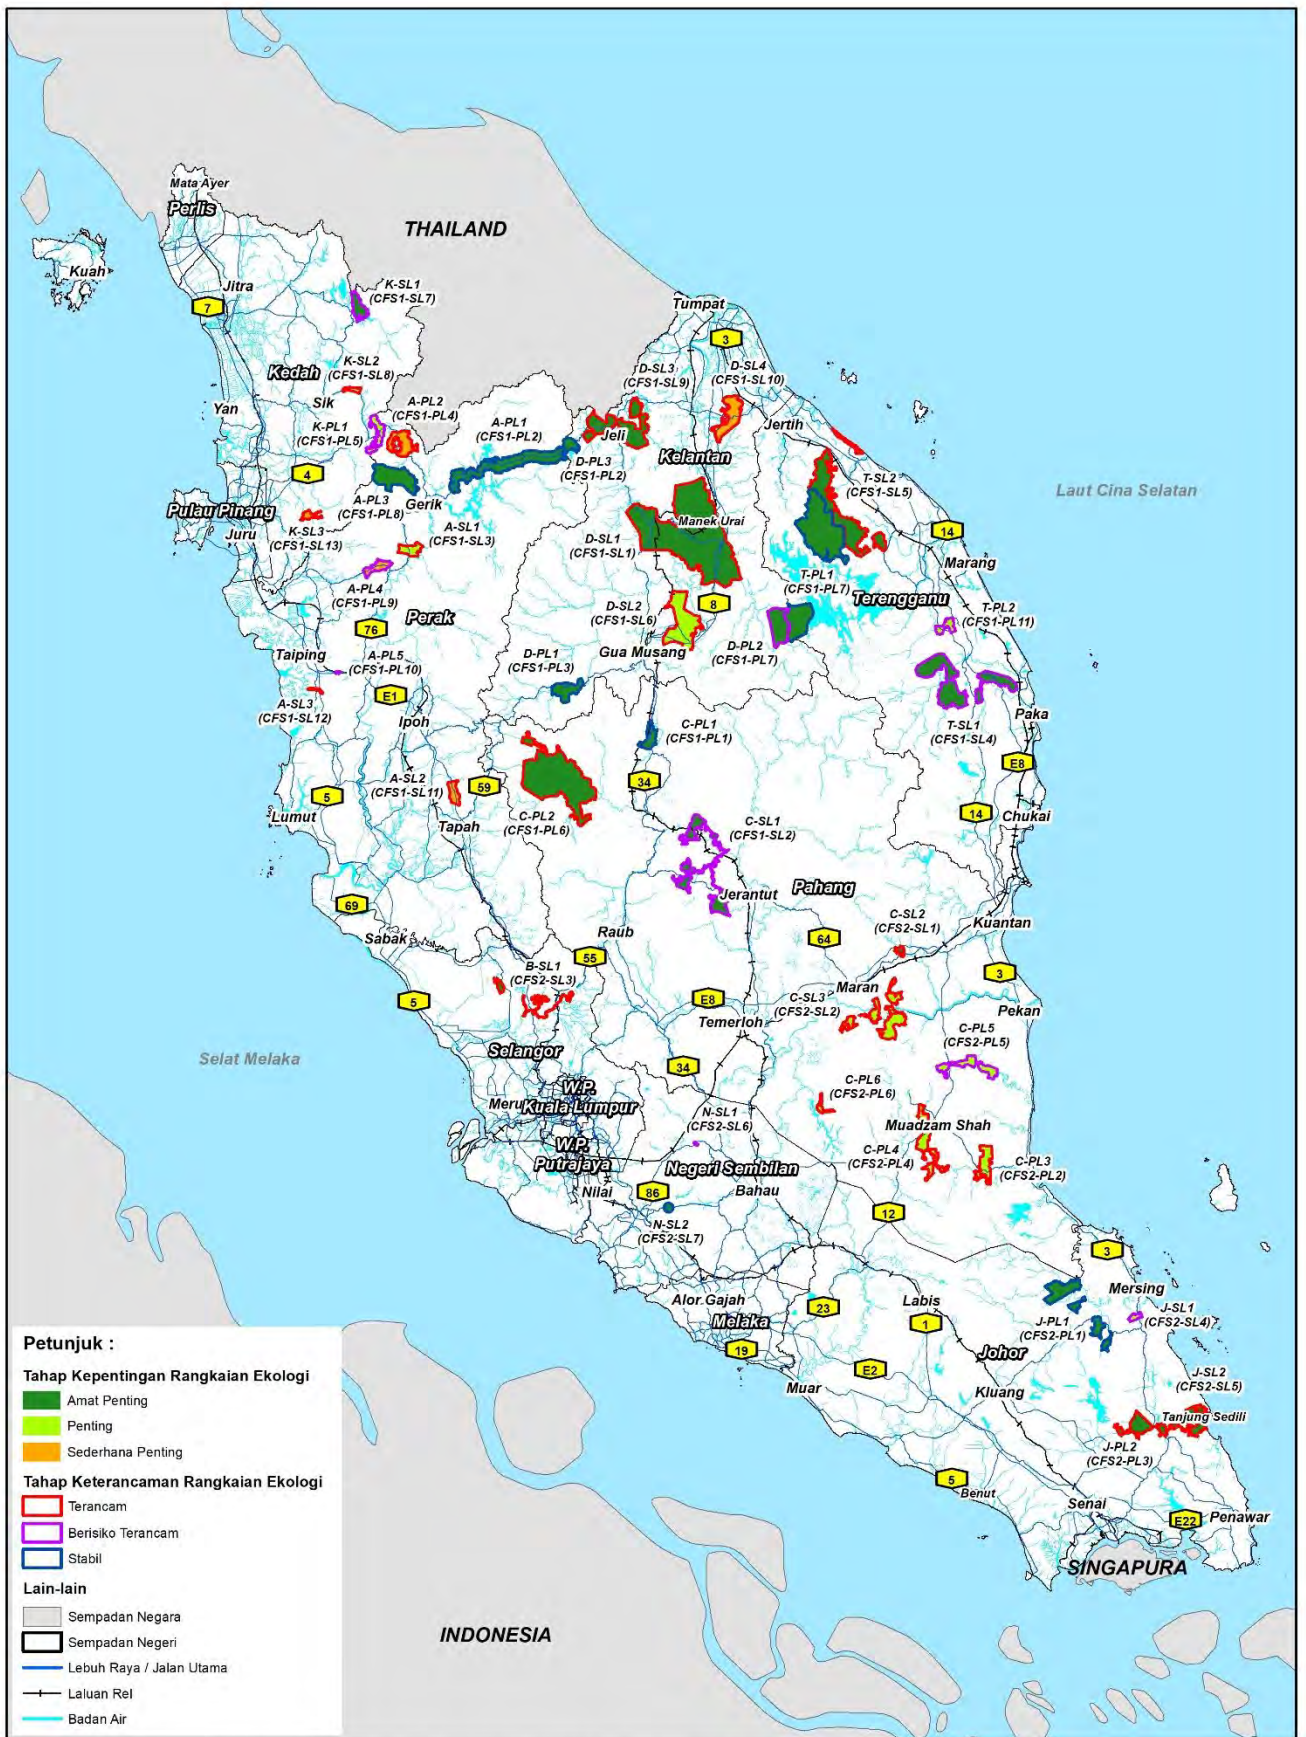 THAILAND
Mata Ayer
Perlis
Kuah
Jitra
7
K-SL1
(CFS1-SL7)
Tumpat
3
K-SL2
(CFS1-SL8)
Kedah
D-SL3
(CFS1-SL9)
D-SL4
(CFS1-SL10)
Yan
Sik
A-PL2
(CFS1-PL4)
K-PL1
(CFS1-PL5)
A-PL1
(CFS1-PL2)
Jeli
Jertih
D-PL3
(CFS1-PL2)
Kelantan
4
A-PL3
(CFS1-PL8)
Gerik
T-SL2
(CFS1-SL5)
Laut Cina Selatan
Pulau Pinang
Juru
K-SL3
(CFS1-SL13)
A-SL1
(CFS1-SL3)
Manek Urai
D-SL1
(CFS1-SL1)
14
Marang
A-PL4
(CFS1-PL9)
T-PL1
(CFS1-PL7)
Terengganu
Perak
76
D-SL2
(CFS1-SL6)
8
T-PL2
(CFS1-PL11)
Taiping
A-PL5
(CFS1-PL10)
Gua Musang
D-PL1
(CFS1-PL3)
D-PL2
(CFS1-PL7)
A-SL3
(CFS1-SL12)
E1
Ipoh
C-PL1
(CFS1-PL1)
T-SL1
(CFS1-SL4)
Paka
E8
A-SL2
(CFS1-SL11)
59
34
5
Lumut
Tapah
C-PL2
(CFS1-PL6)
C-SL1
(CFS1-SL2)
14
Chukai
Jerantut
Pahang
69
Sabak
Raub
64
C-SL2
(CFS2-SL1)
Kuantan
55
B-SL1
(CFS2-SL3)
3
5
E8
Maran
C-SL3
(CFS2-SL2)
Temerloh
Pekan
C-PL5
(CFS2-PL5)
Selat Melaka
Selangor
34
W.P.
Kuala Lumpur
Meru
C-PL6
(CFS2-PL6)
N-SL1
(CFS2-SL6)
Muadzam Shah
W.P.
Putrajaya
Negeri Sembilan
C-PL4
(CFS2-PL4)
C-PL3
(CFS2-PL2)
Nilai
86
Bahau
12
N-SL2
(CFS2-SL7)
3
Mersing
Alor Gajah
23
Labis
1
Melaka
19
J-PL1
(CFS2-PL1)
J-SL1
(CFS2-SL4)
Johor
E2
Muar
Kluang
J-SL2
(CFS2-SL5)
Tanjung Sedili
J-PL2
(CFS2-PL3)
5
Benut
Senai
E22
Penawar
SINGAPURA
INDONESIA
Petunjuk :
Tahap Kepentingan Rangkaian Ekologi
Amat Penting
Penting
Sederhana Penting
Tahap Keterancaman Rangkaian Ekologi
Terancam
Berisiko Terancam
Stabil
Lain-lain
Sempadan Negara
Sempadan Negeri
Lebuh Raya / Jalan Utama
Laluan Rel
Badan Air